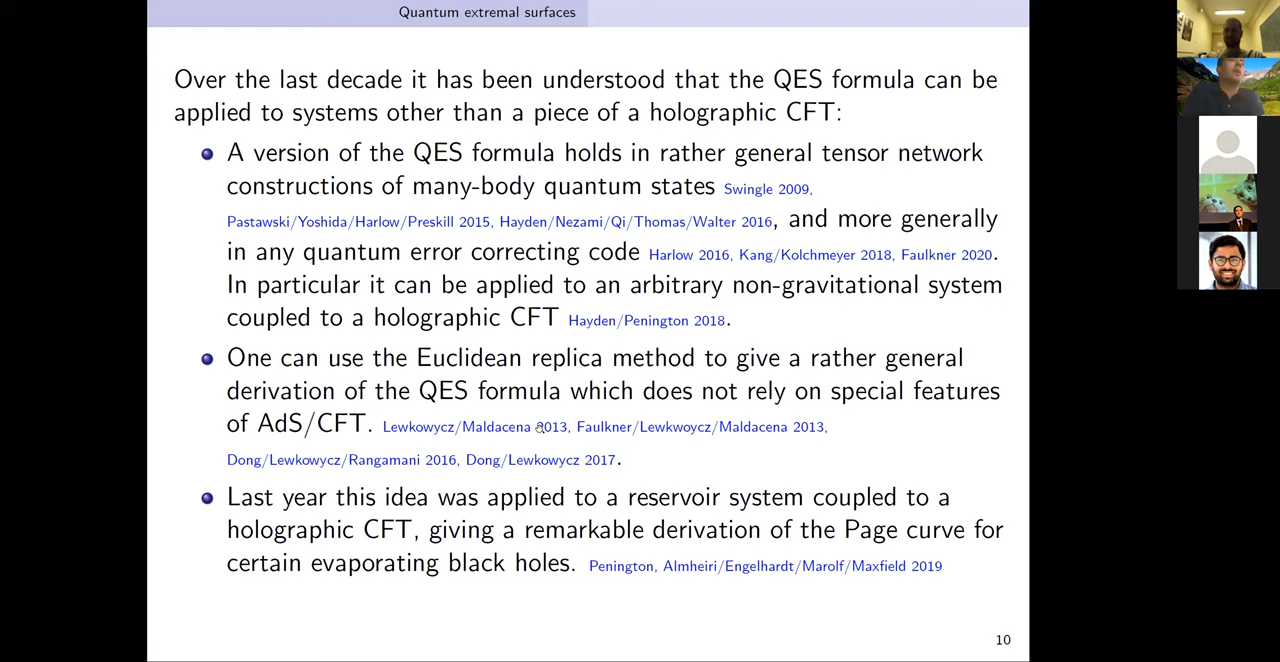 Quantum extremal surfaces
Over the last decade it has been understood that the QES formula can be
applied to systems other than a piece of a holographic CFT:
A version of the QES formula holds in rather general tensor network
constructions of many-body quantum states Swingle 2009,
Pastawski/Yoshida/Harlow/Preskill 2015, Hayden/Nezami/Qi/Thomas/Walter 2016, and more generally
in any quantum error correcting code Harlow 2016, Kang/Kolchmeyer 2018, Faulkner 2020.
In particular it can be applied to an arbitrary non-gravitational system
coupled to a holographic CFT Hayden/Penington 2018.
One can use the Euclidean replica method to give a rather general
derivation of the QES formula which does not rely on special features
of AdS/CFT. Lewkowycz/Maldacena 2013, Faulkner/Lewkwoycz/Maldacena 2013,
Dong/Lewkowycz/Rangamani 2016, Dong/Lewkowycz 2017.
Last year this idea was applied to a reservoir system coupled to a
holographic CFT, giving a remarkable derivation of the Page curve for
certain evaporating black holes. Penington, Almheiri/Engelhardt/Marolf/Maxfield 2019
10